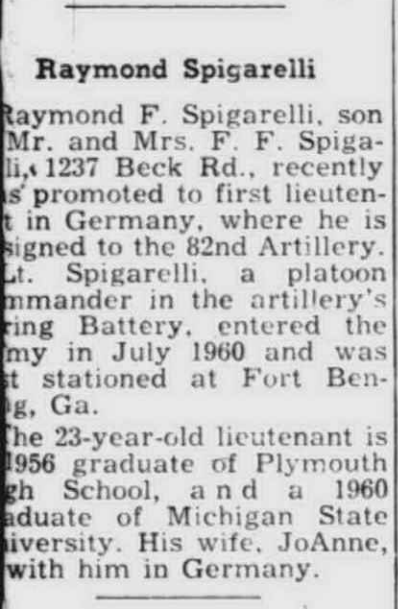 Raymond Spigarelli
Raymond F. Spigarelli, son
Mr. and Mrs. F. F. Spiga-
li, 1237 Beck Rd., recently
s promoted to first lieuten-
t in Germany, where he is
signed to the 82nd Artillery.
Lt. Spigarelli, a platoon
mmander in the artillery's
ring Battery, entered the
my in July 1960 and was
st stationed at Fort Ben-
g, Ga.
The 23-year-old lieutenant is
1956 graduate of Plymouth
gh School, and a 1960
aduate of Michigan State
iversity. His wife, JoAnne,
with him in Germany.